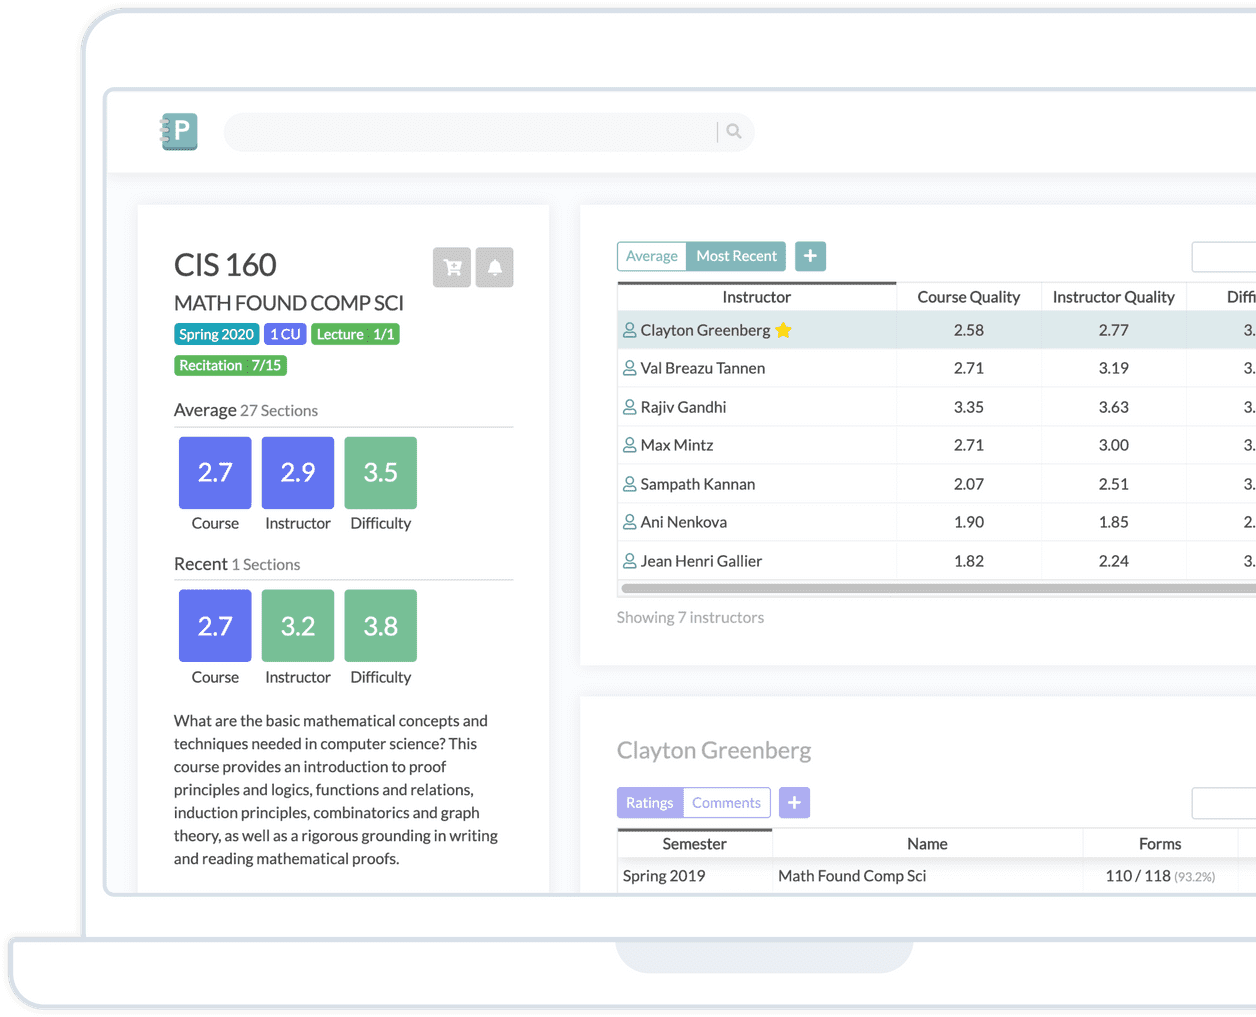 P
CIS 160
MATH FOUND COMP SCI
Spring 2020 1 CU Lecture 1/1
Recitation 7/15
Average 27 Sections
2.7 2.9 3.5
Course Instructor Difficulty
Recent 1 Sections
2.7 3.2 3.8
Course Instructor Difficulty
What are the basic mathematical concepts and
techniques needed in computer science? This
course provides an introduction to proof
principles and logics, functions and relations,
induction principles, combinatorics and graph
theory, as well as a rigorous grounding in writing
and reading mathematical proofs.
Average Most Recent +
Instructor Course Quality Instructor Quality Diffi
Clayton Greenberg 2.58 2.77 3.
Val Breazu Tannen 2.71 3.19 3.
Rajiv Gandhi 3.35 3.63 3.
Max Mintz 2.71 3.00 3.
Sampath Kannan 2.07 2.51 3.
Ani Nenkova 1.90 1.85 2.
Jean Henri Gallier 1.82 2.24 3.
Showing 7 instructors
Clayton Greenberg
Ratings Comments +
Semester Name Forms
Spring 2019 Math Found Comp Sci 110 / 118 (93.2%)